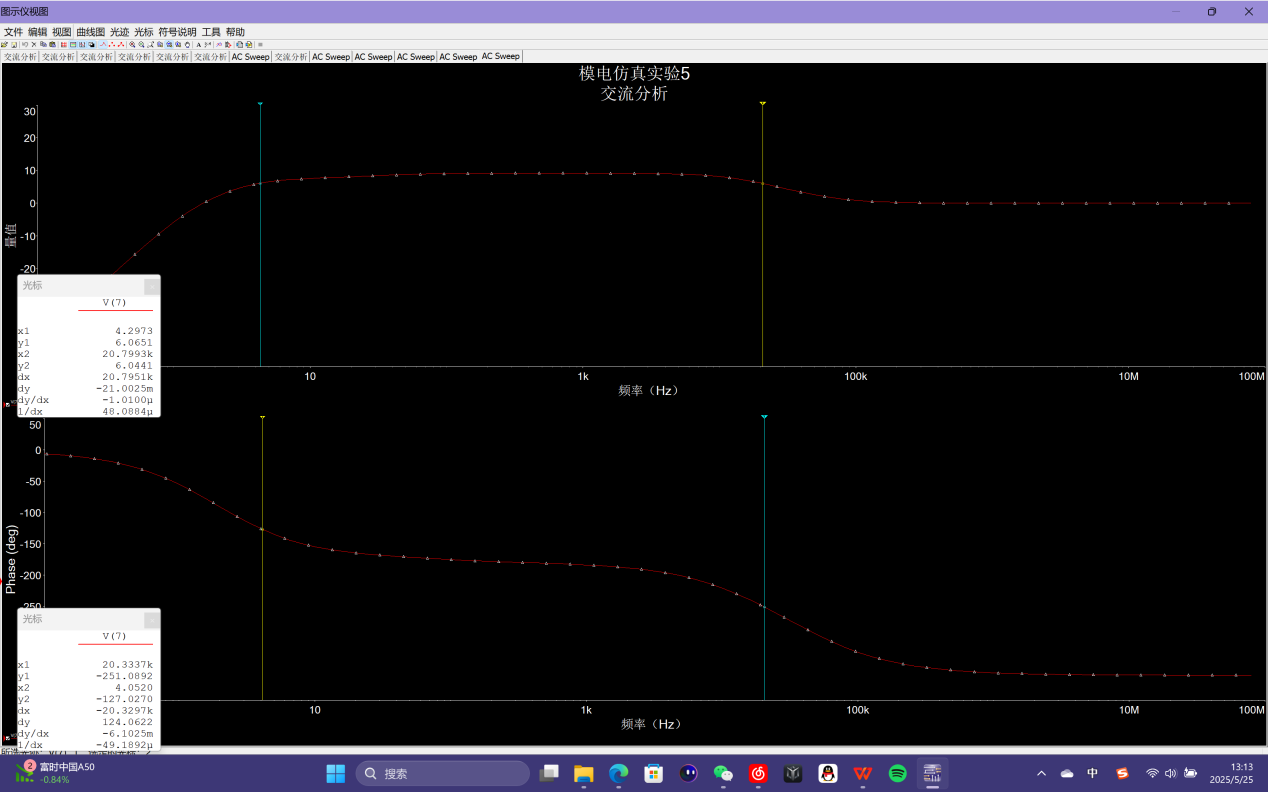 图示仪视图
文件 编辑 视图 曲线图 光迹 光标 符号说明 工具 帮助
交流分析 交流分析 交流分析 交流分析 交流分析 交流分析 AC Sweep 交流分析 AC Sweep AC Sweep AC Sweep AC Sweep AC Sweep
模电仿真实验5
交流分析
30
20
10
0
-10
-20
量值
10 1k 100k 10M 100M
频率（Hz）
光标
V(7)
x1 4.2973
y1 6.0651
x2 20.7993k
y2 6.0441
dx 20.7951k
dy -21.0025m
dy/dx -1.0100µ
1/dx 48.0884µ
50
0
-50
-100
-150
-200
-250
Phase (deg)
10 1k 100k 10M 100M
频率（Hz）
光标
V(7)
x1 20.3337k
y1 -251.0892
x2 4.0520
y2 -127.0270
dx -20.3297k
dy 124.0622
dy/dx -6.1025m
1/dx -49.1892µ
2
富时中国A50
-0.84%
搜索
中
13:13
2025/5/25